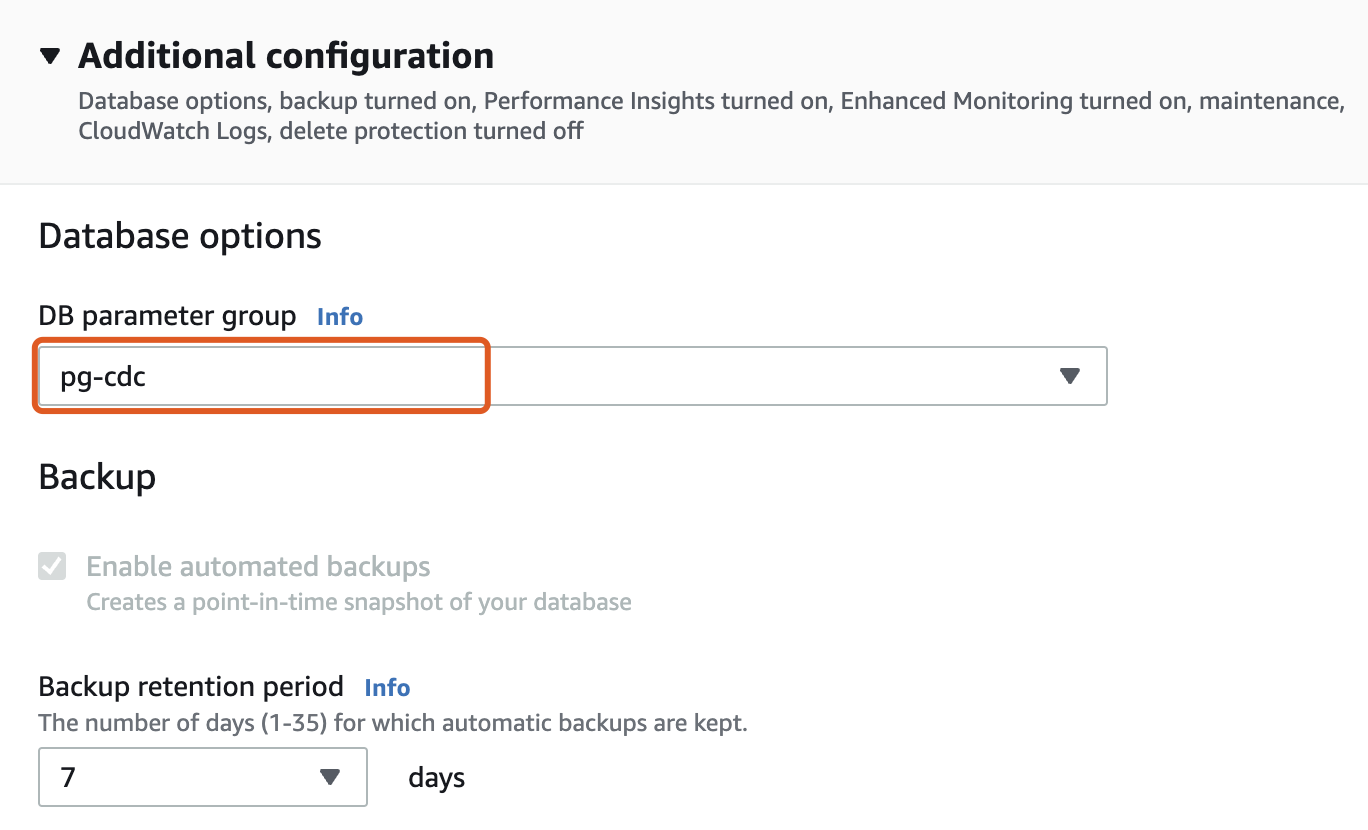 Additional configuration
Database options, backup turned on, Performance Insights turned on, Enhanced Monitoring turned on, maintenance,
CloudWatch Logs, delete protection turned off
Database options
DB parameter group Info
pg-cdc
Backup
Enable automated backups
Creates a point-in-time snapshot of your database
Backup retention period Info
The number of days (1-35) for which automatic backups are kept.
7 days